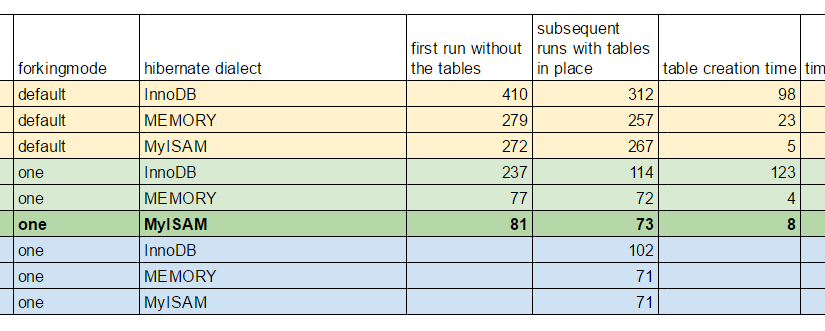 forkingmode hibernate dialect first run without the tables subsequent runs with tables in place table creation time tim
default InnoDB 410 312 98
default MEMORY 279 257 23
default MyISAM 272 267 5
one InnoDB 237 114 123
one MEMORY 77 72 4
one MyISAM 81 73 8
one InnoDB 102
one MEMORY 71
one MyISAM 71